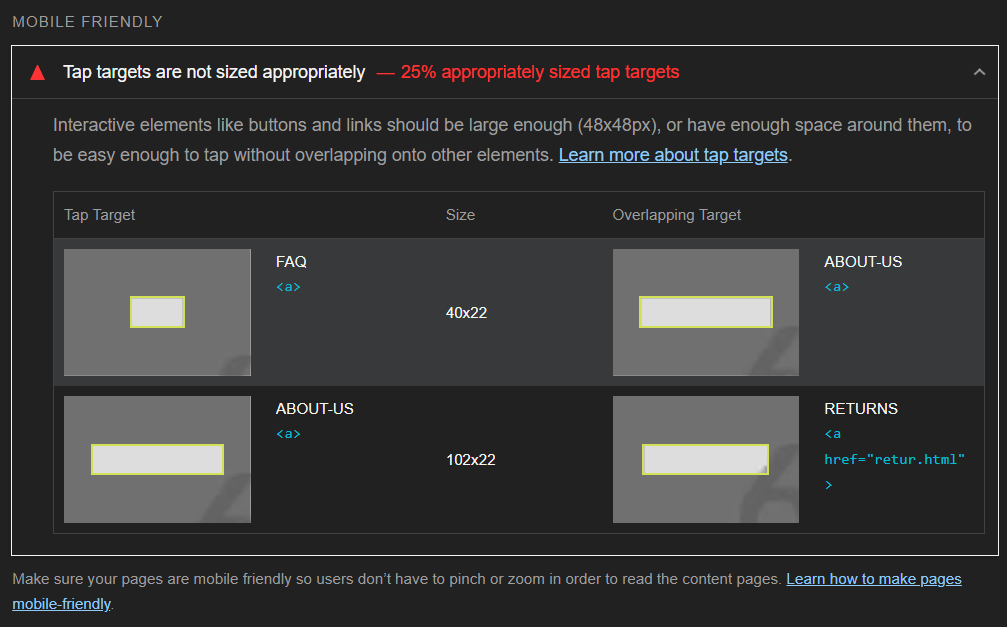 MOBILE FRIENDLY
Tap targets are not sized appropriately — 25% appropriately sized tap targets
Interactive elements like buttons and links should be large enough (48x48px), or have enough space around them, to
be easy enough to tap without overlapping onto other elements. Learn more about tap targets.
Tap Target Size Overlapping Target
FAQ
<a>
40x22
ABOUT-US
<a>
ABOUT-US
<a>
102x22
RETURNS
<a
href="retur.html"
>
Make sure your pages are mobile friendly so users don’t have to pinch or zoom in order to read the content pages. Learn how to make pages
mobile-friendly.